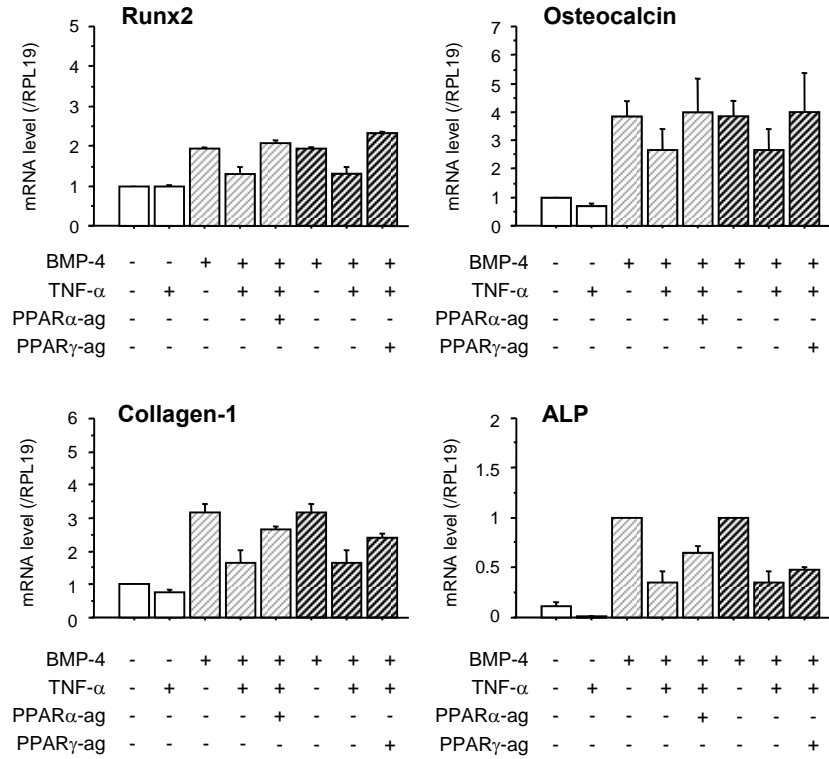 Runx2
5
4
3
2
1
0
mRNA level (/RPL19)
BMP-4 - - + + + + + +
TNF-α - + - + + - + +
PPARα-ag - - - - + - - -
PPARγ-ag - - - - - - - +
Osteocalcin
7
6
5
4
3
2
1
0
mRNA level (/RPL19)
BMP-4 - - + + + + + +
TNF-α - + - + + - + +
PPARα-ag - - - - + - - -
PPARγ-ag - - - - - - - +
Collagen-1
6
5
4
3
2
1
0
mRNA level (/RPL19)
BMP-4 - - + + + + + +
TNF-α - + - + + - + +
PPARα-ag - - - - + - - -
PPARγ-ag - - - - - - - +
ALP
2
1.5
1
0.5
0
mRNA level (/RPL19)
BMP-4 - - + + + + + +
TNF-α - + - + + - + +
PPARα-ag - - - - + - - -
PPARγ-ag - - - - - - - +